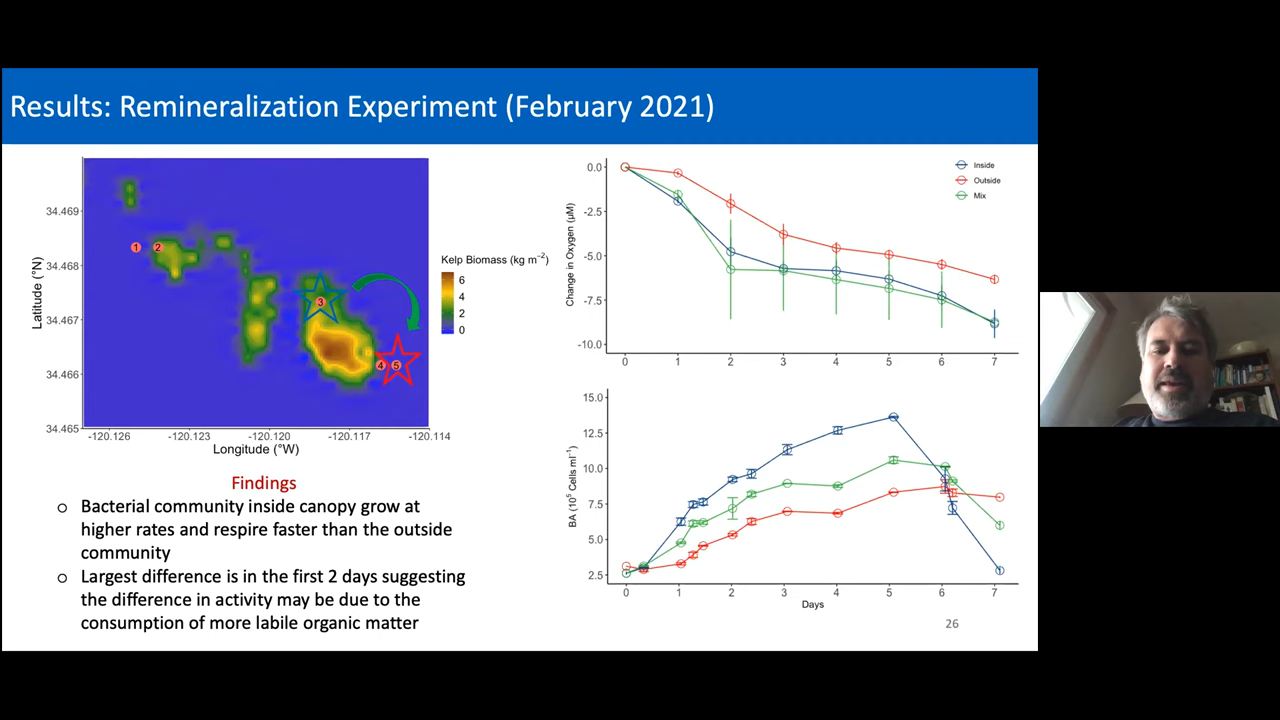 Results: Remineralization Experiment (February 2021)
34.469
34.468
34.467
34.466
34.465
Latitude (°N)
1
2
3
4
5
-120.126
-120.123
-120.120
-120.117
-120.114
Longitude (°W)
Kelp Biomass (kg m⁻²)
6
4
2
0
Findings
o Bacterial community inside canopy grow at
higher rates and respire faster than the outside
community
o Largest difference is in the first 2 days suggesting
the difference in activity may be due to the
consumption of more labile organic matter
Change in Oxygen (µM)
0.0
-2.5
-5.0
-7.5
-10.0
0 1 2 3 4 5 6 7
Inside
Outside
Mix
BA (10⁵ Cells ml⁻¹)
15.0
12.5
10.0
7.5
5.0
2.5
0 1 2 3 4 5 6 7
Days
26